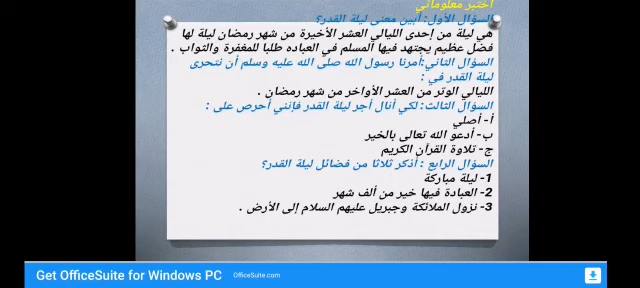 أختبر معلوماتي
السؤال الأول: أبين معنى ليلة القدر؟
هي ليلة من إحدى الليالي العشر الأخيرة من شهر رمضان ليلة لها
فضل عظيم يجتهد فيها المسلم في العباده طلبا للمغفرة والثواب .
السؤال الثاني:أمرنا رسول الله صلى الله عليه وسلم أن نتحرى
ليلة القدر في :
الليالي الوتر من العشر الأواخر من شهر رمضان .
السؤال الثالث: لكي أنال أجر ليلة القدر فإنني أحرص على :
أ- أصلي
ب- أدعو الله تعالى بالخير
ج- تلاوة القرآن الكريم
السؤال الرابع : أذكر ثلاثا من فضائل ليلة القدر؟
1- ليلة مباركة
2- العبادة فيها خير من ألف شهر
3- نزول الملائكة وجبريل عليهم السلام إلى الأرض .
Get OfficeSuite for Windows PC OfficeSuite.com